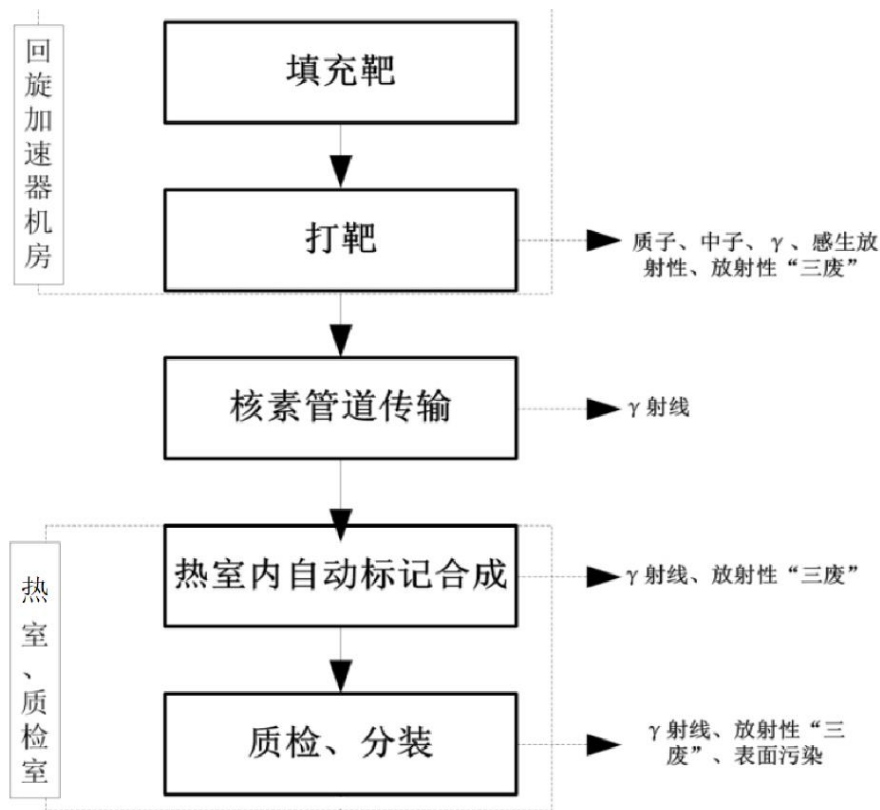 回旋加速器机房
填充靶
打靶
质子、中子、γ、感生放
射性、放射性“三废”
核素管道传输
γ射线
热室、质检室
热室内自动标记合成
γ射线、放射性“三废”
质检、分装
γ射线、放射性“三
废”、表面污染